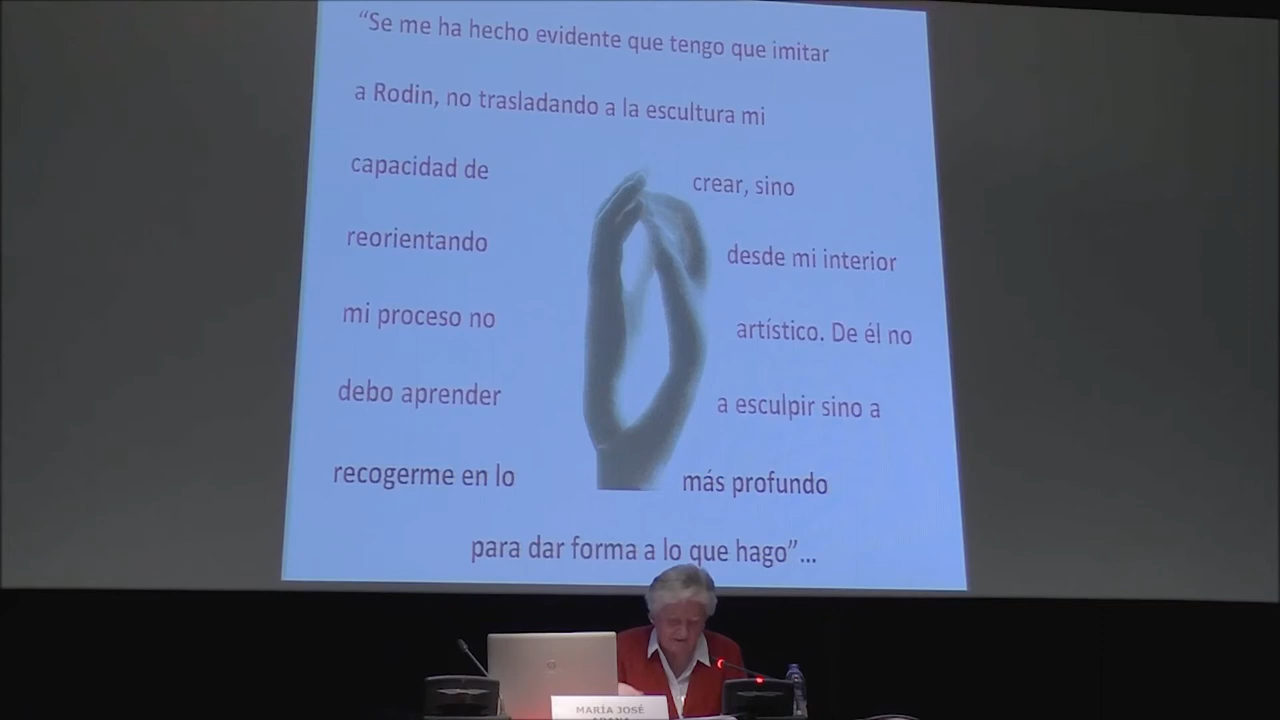 “Se me ha hecho evidente que tengo que imitar
a Rodin, no trasladando a la escultura mi
capacidad de crear, sino
reorientando desde mi interior
mi proceso no artístico. De él no
debo aprender a esculpir sino a
recogerme en lo más profundo
para dar forma a lo que hago”...
MARÍA JOSÉ